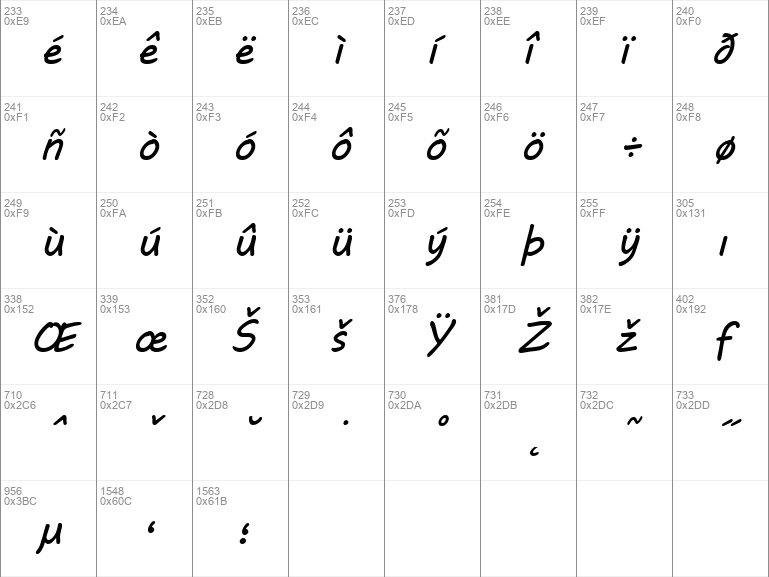 233 234 235 236 237 238 239 240
0xE9 0xEA 0xEB 0xEC 0xED 0xEE 0xEF 0xF0
é ê ë ì í î ï ð
241 242 243 244 245 246 247 248
0xF1 0xF2 0xF3 0xF4 0xF5 0xF6 0xF7 0xF8
ñ ò ó ô õ ö ÷ ø
249 250 251 252 253 254 255 305
0xF9 0xFA 0xFB 0xFC 0xFD 0xFE 0xFF 0x131
ù ú û ü ý þ ÿ ı
338 339 352 353 376 381 382 402
0x152 0x153 0x160 0x161 0x178 0x17D 0x17E 0x192
Œ œ Š š Ÿ Ž ž ƒ
710 711 728 729 730 731 732 733
0x2C6 0x2C7 0x2D8 0x2D9 0x2DA 0x2DB 0x2DC 0x2DD
ˆ ˇ ˘ ˙ ˚ ˛ ˜ ˝
956 1548 1563
0x3BC 0x60C 0x61B
μ ، ؛